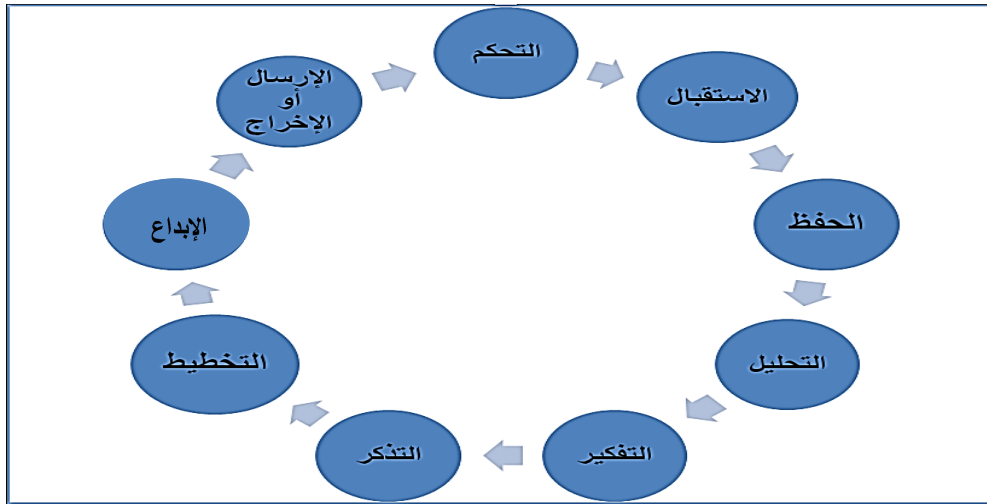 التحكم
الاستقبال
الحفظ
التحليل
التفكير
التذكر
التخطيط
الإبداع
الإرسال
أو
الإخراج